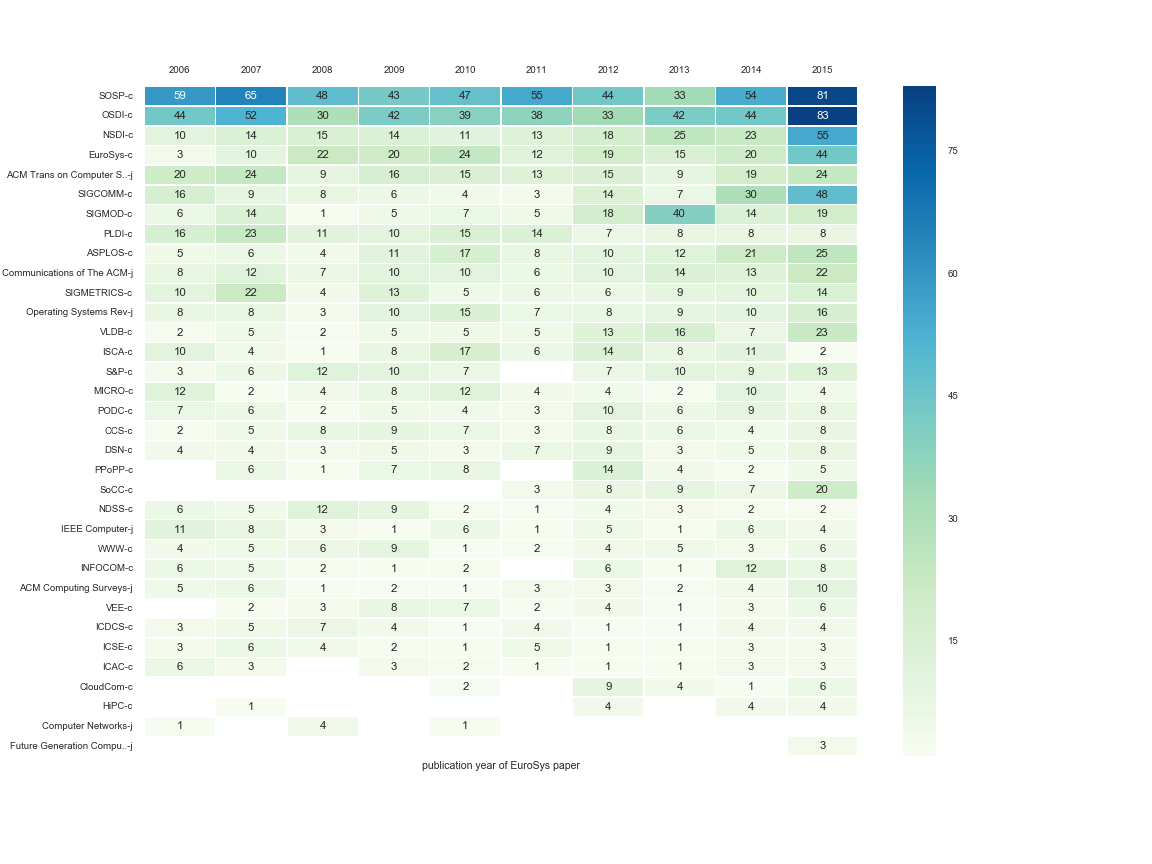 2006 2007 2008 2009 2010 2011 2012 2013 2014 2015
SOSP-c 59 65 48 43 47 55 44 33 54 81
OSDI-c 44 52 30 42 39 38 33 42 44 83
NSDI-c 10 14 15 14 11 13 18 25 23 55
75
EuroSys-c 3 10 22 20 24 12 19 15 20 44
ACM Trans on Computer S..-j 20 24 9 16 15 13 15 9 19 24
SIGCOMM-c 16 9 8 6 4 3 14 7 30 48
SIGMOD-c 6 14 1 5 7 5 18 40 14 19
PLDI-c 16 23 11 10 15 14 7 8 8 8
ASPLOS-c 5 6 4 11 17 8 10 12 21 25
Communications of The ACM-j 8 12 7 10 10 6 10 14 13 22
60
SIGMETRICS-c 10 22 4 13 5 6 6 9 10 14
Operating Systems Rev-j 8 8 3 10 15 7 8 9 10 16
VLDB-c 2 5 2 5 5 5 13 16 7 23
ISCA-c 10 4 1 8 17 6 14 8 11 2
S&P-c 3 6 12 10 7 7 10 9 13
MICRO-c 12 2 4 8 12 4 4 2 10 4
45
PODC-c 7 6 2 5 4 3 10 6 9 8
CCS-c 2 5 8 9 7 3 8 6 4 8
DSN-c 4 4 3 5 3 7 9 3 5 8
PPoPP-c 6 1 7 8 14 4 2 5
SoCC-c 3 8 9 7 20
NDSS-c 6 5 12 9 2 1 4 3 2 2
30
IEEE Computer-j 11 8 3 1 6 1 5 1 6 4
WWW-c 4 5 6 9 1 2 4 5 3 6
INFOCOM-c 6 5 2 1 2 6 1 12 8
ACM Computing Surveys-j 5 6 1 2 1 3 3 2 4 10
VEE-c 2 3 8 7 2 4 1 3 6
ICDCS-c 3 5 7 4 1 4 1 1 4 4
15
ICSE-c 3 6 4 2 1 5 1 1 3 3
ICAC-c 6 3 3 2 1 1 1 3 3
CloudCom-c 2 9 4 1 6
HiPC-c 1 4 4 4
Computer Networks-j 1 4 1
Future Generation Compu..-j 3
publication year of EuroSys paper